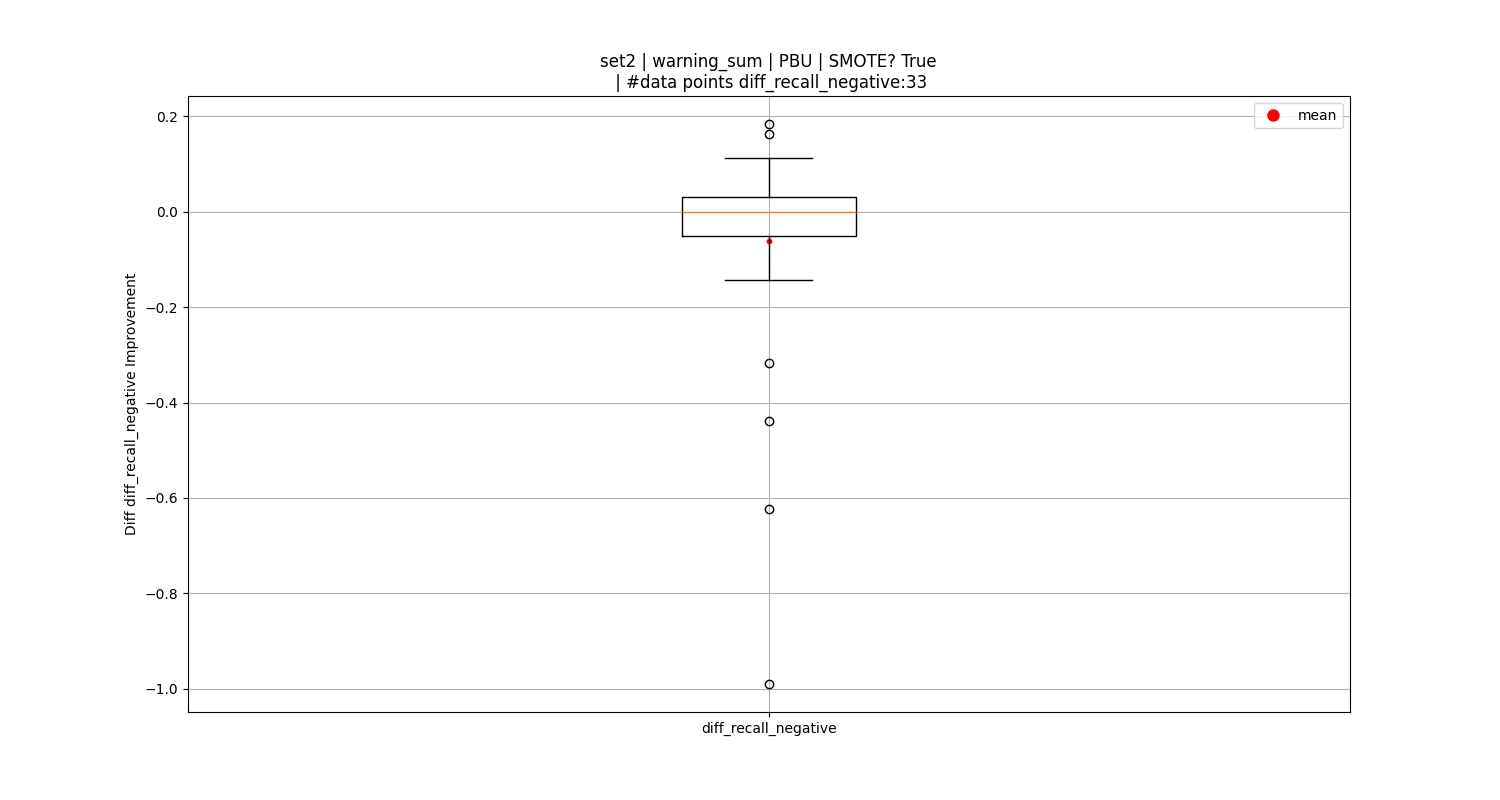 set2 | warning_sum | PBU | SMOTE? True
| #data points diff_recall_negative:33
mean
0.2
0.0
−0.2
−0.4
−0.6
−0.8
−1.0
Diff diff_recall_negative Improvement
diff_recall_negative